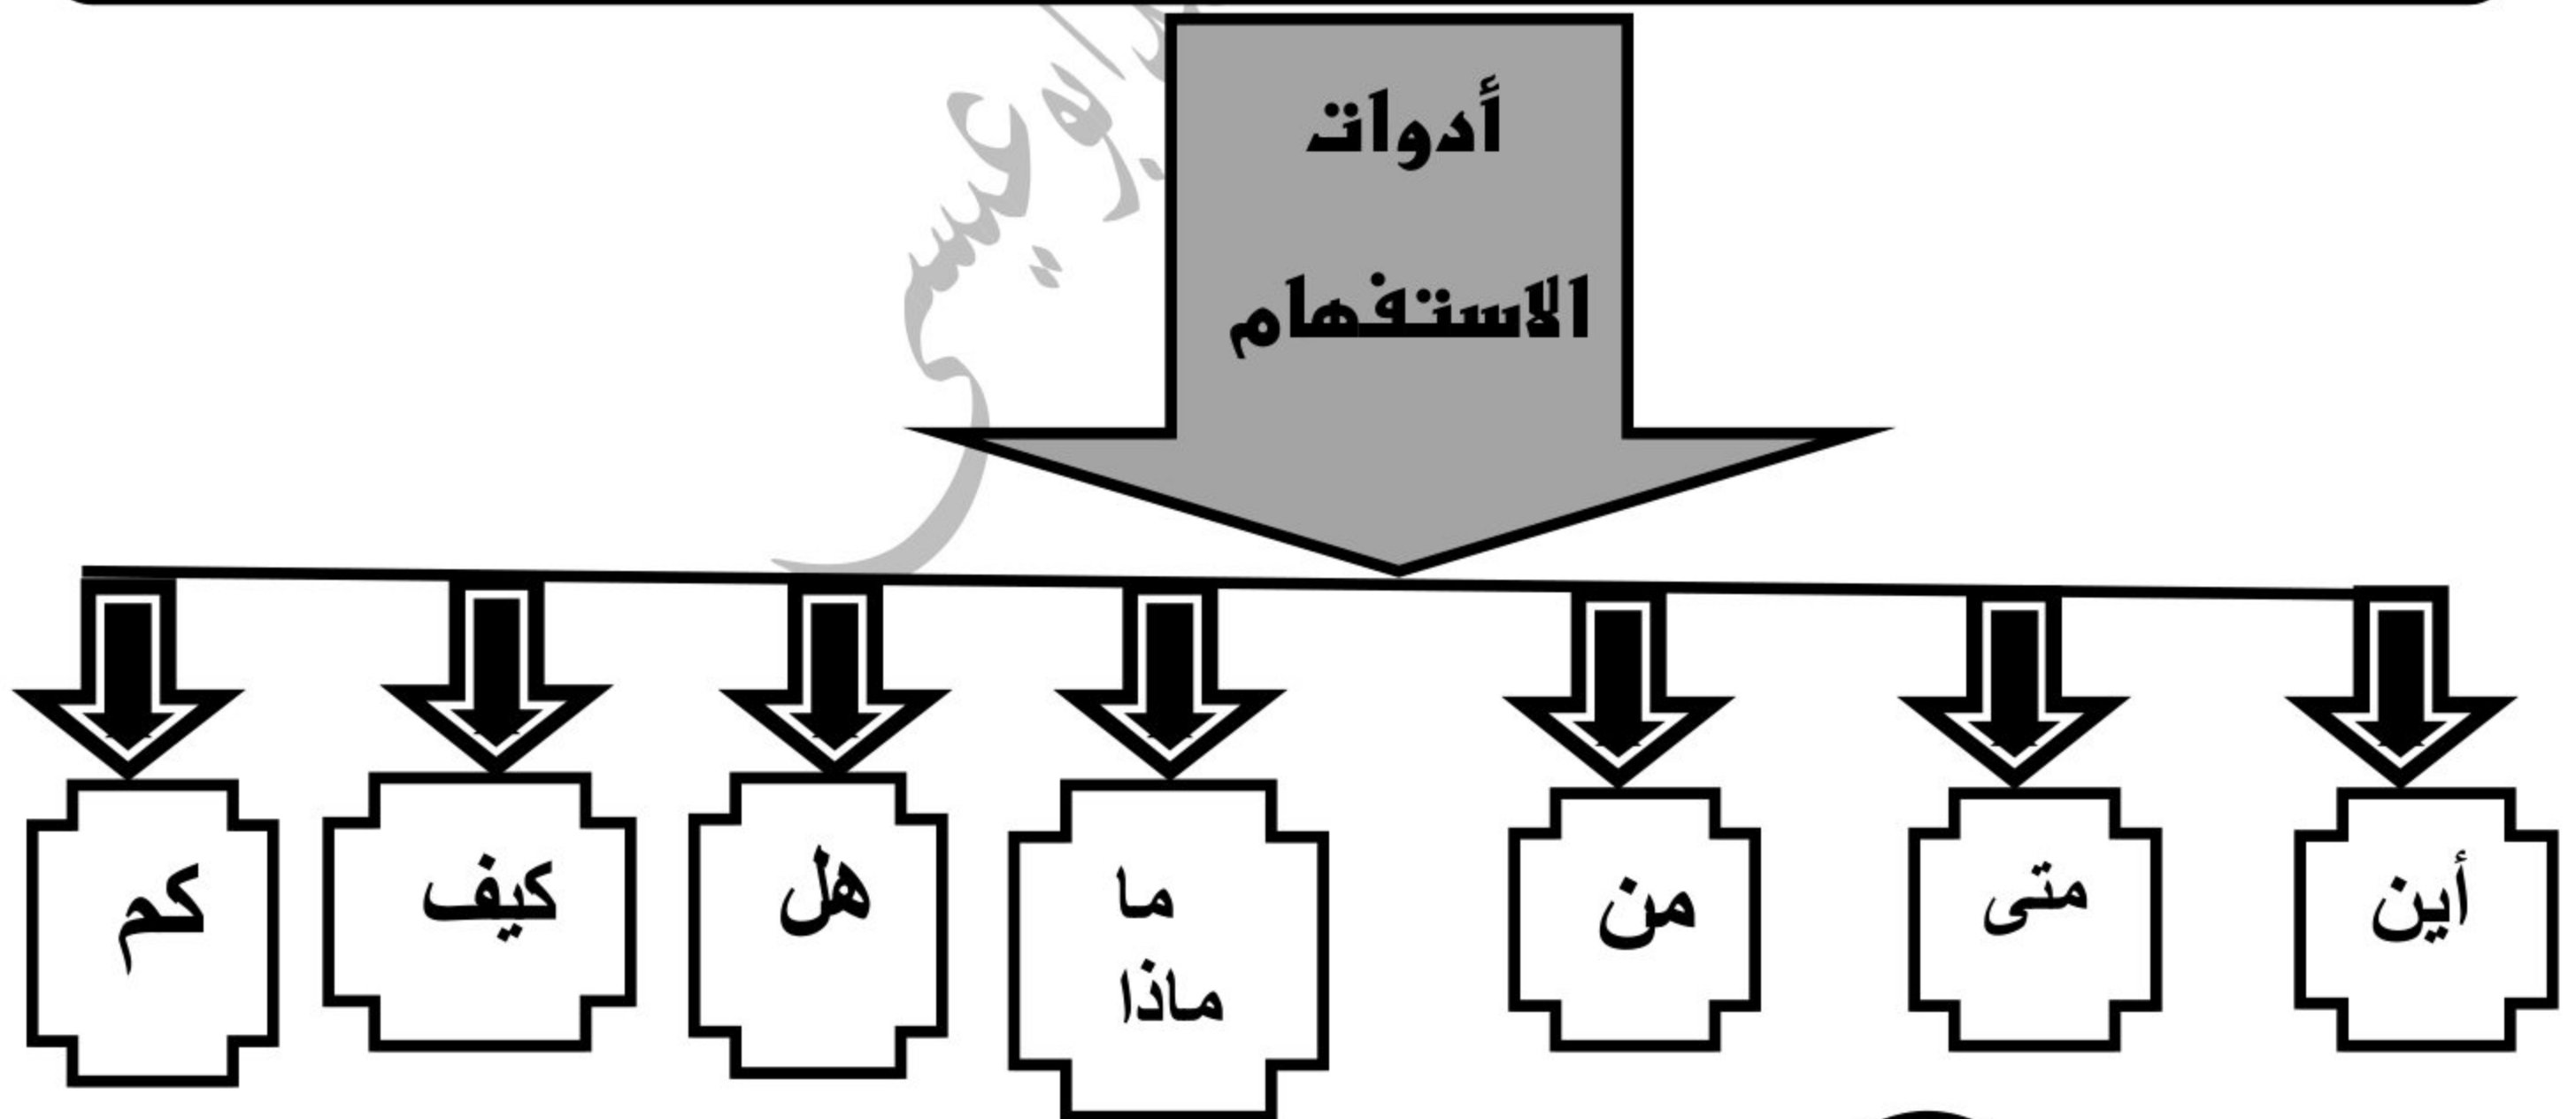 أدوات
الاستفهام
أين
متى
من
ما
ماذا
هل
كيف
كم